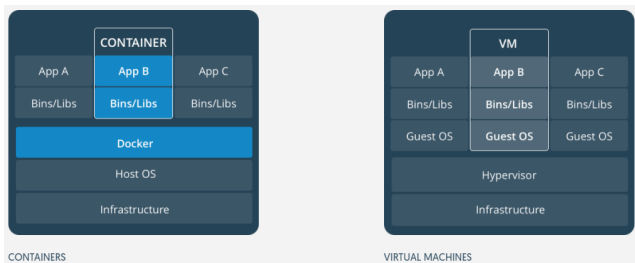 CONTAINER
App A App B App C
Bins/Libs Bins/Libs Bins/Libs
Docker
Host OS
Infrastructure
CONTAINERS
VM
App A App B App C
Bins/Libs Bins/Libs Bins/Libs
Guest OS Guest OS Guest OS
Hypervisor
Infrastructure
VIRTUAL MACHINES